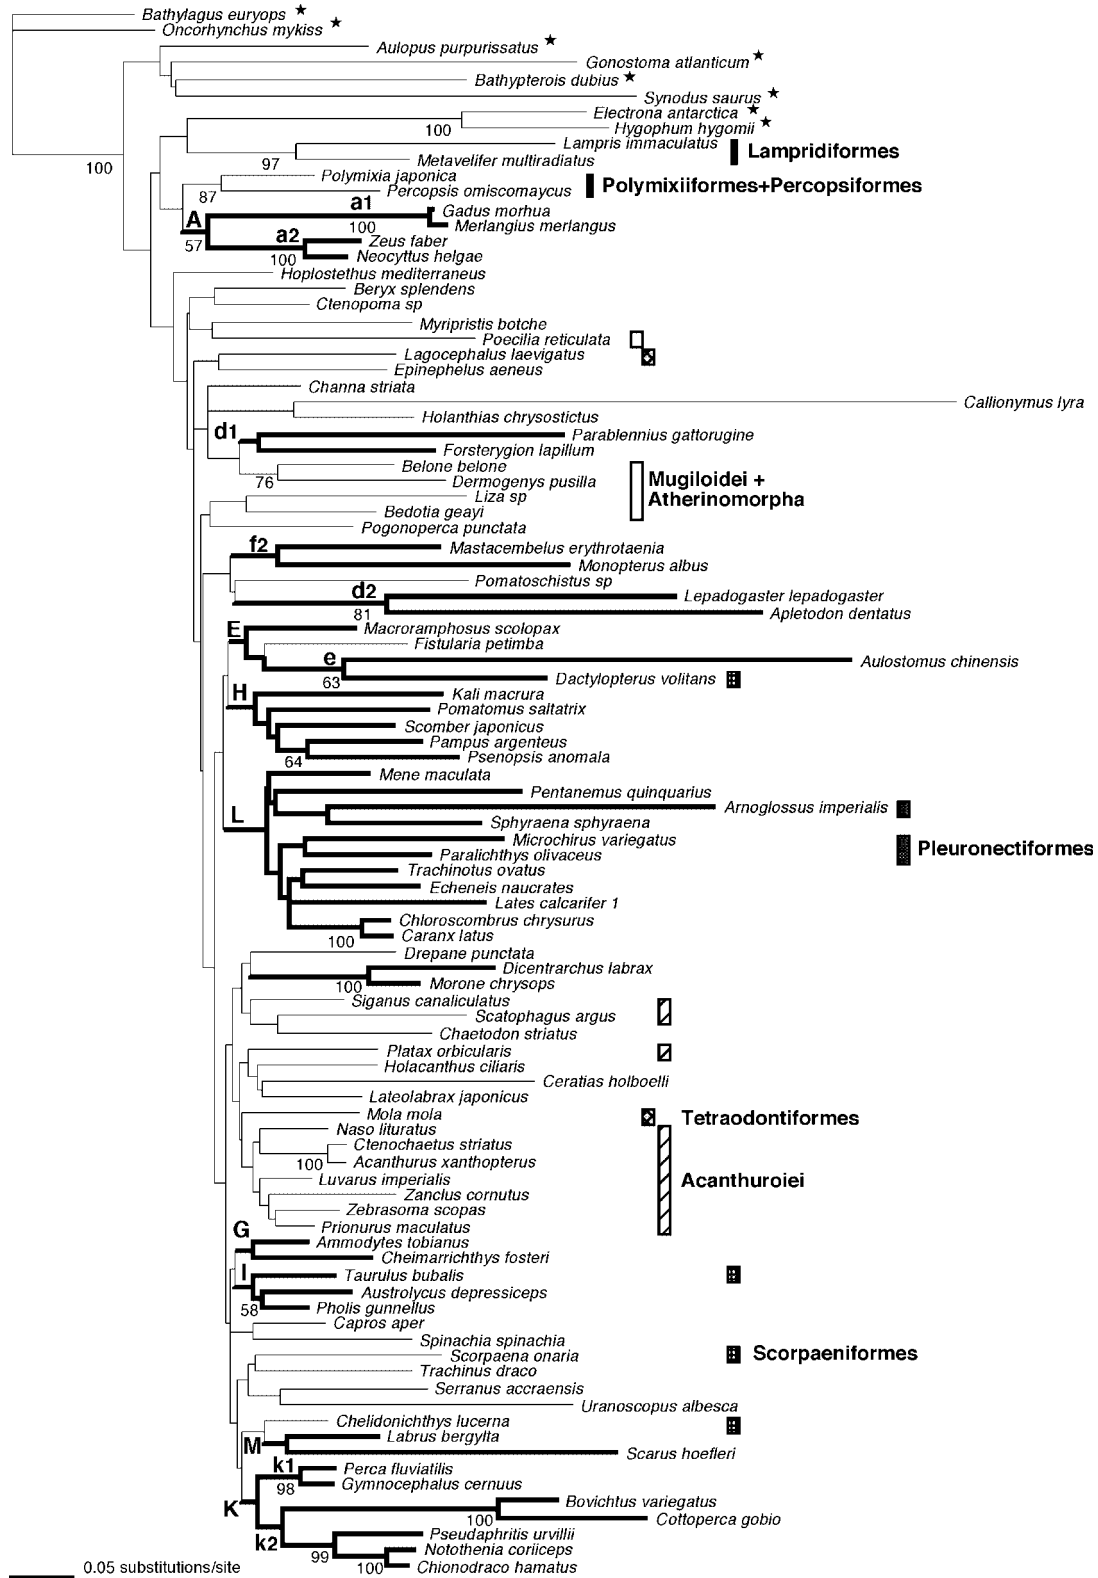 Bathylagus euryops ★
Oncorhynchus mykiss ★
Aulopus purpurissatus ★
Gonostoma atlanticum ★
Bathypterois dubius ★
Synodus saurus ★
Electrona antarctica ★
100 Hygophum hygomii ★
Lampris immaculatus
Lampridiformes
100
97 Metavelifer multiradiatus
Polymixia japonica
Polymixiiformes+Percopsiformes
87 Percopsis omiscomaycus
A a1 Gadus morhua
100 Merlangius merlangus
57 a2 Zeus faber
100 Neocyttus helgae
Hoplostethus mediterraneus
Beryx splendens
Ctenopoma sp
Myripristis botche
Poecilia reticulata
Lagocephalus laevigatus
Epinephelus aeneus
Channa striata
Callionymus lyra
Holanthias chrysostictus
d1 Parablennius gattorugine
Forsterygion lapillum
Belone belone
76 Dermogenys pusilla
Mugiloidei +
Atherinomorpha
Liza sp
Bedotia geayi
Pogonoperca punctata
f2 Mastacembelus erythrotaenia
Monopterus albus
Pomatoschistus sp
d2 Lepadogaster lepadogaster
81 Apletodon dentatus
E Macroramphosus scolopax
Fistularia petimba
e Aulostomus chinensis
63 Dactylopterus volitans
H Kali macrura
Pomatomus saltatrix
Scomber japonicus
Pampus argenteus
64 Psenopsis anomala
Mene maculata
Pentanemus quinquarius
L Arnoglossus imperialis
Sphyraena sphyraena
Microchirus variegatus
Pleuronectiformes
Paralichthys olivaceus
Trachinotus ovatus
Echeneis naucrates
Lates calcarifer 1
Chloroscombrus chrysurus
100 Caranx latus
Drepane punctata
Dicentrarchus labrax
100 Morone chrysops
Siganus canaliculatus
Scatophagus argus
Chaetodon striatus
Platax orbicularis
Holacanthus ciliaris
Ceratias holboelli
Lateolabrax japonicus
Mola mola
Tetraodontiformes
Naso lituratus
Ctenochaetus striatus
100 Acanthurus xanthopterus
Acanthuroiei
Luvarus imperialis
Zanclus cornutus
Zebrasoma scopas
Prionurus maculatus
G Ammodytes tobianus
Cheimarrichthys fosteri
I Taurulus bubalis
Austrolycus depressiceps
58 Pholis gunnellus
Capros aper
Spinachia spinachia
Scorpaena onaria
Scorpaeniformes
Trachinus draco
Serranus accraensis
Uranoscopus albesca
Chelidonichthys lucerna
M Labrus bergylta
Scarus hoefleri
k1 Perca fluviatilis
98 Gymnocephalus cernuus
K Bovichtus variegatus
100 Cottoperca gobio
k2 Pseudaphritis urvillii
99 Notothenia coriiceps
100 Chionodraco hamatus
0.05 substitutions/site